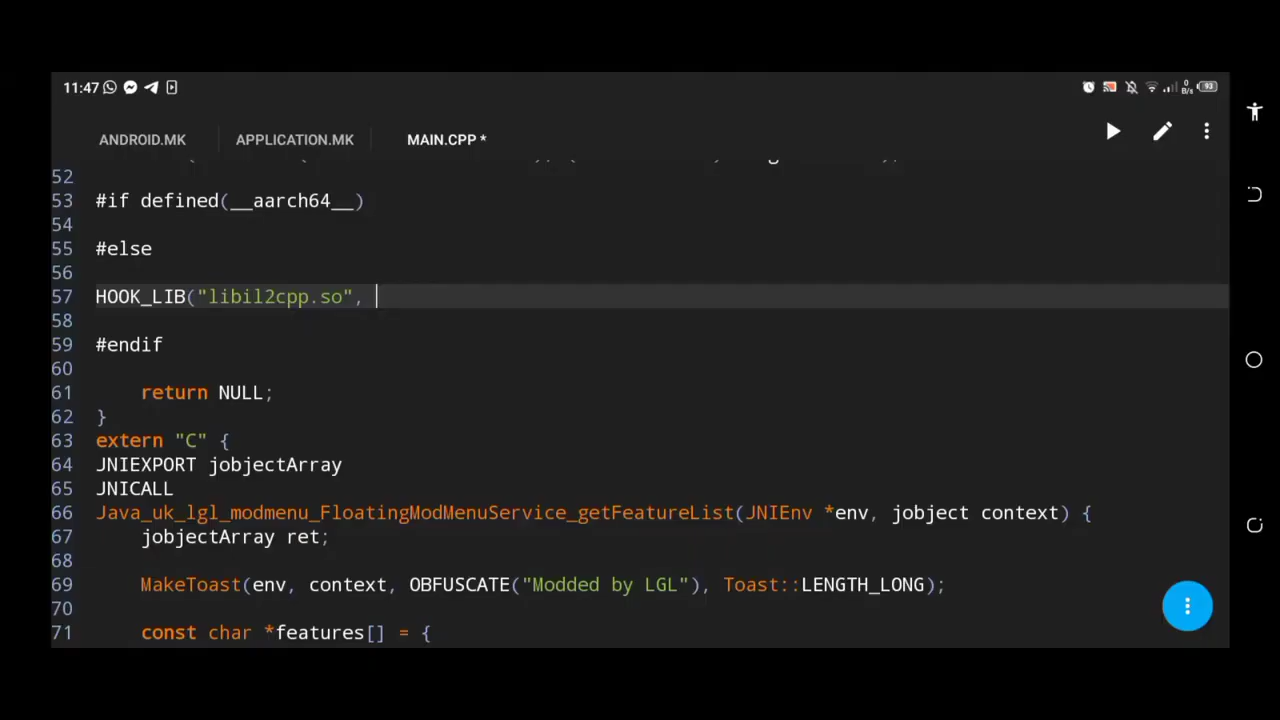 11:47
0 B/s 93
ANDROID.MK APPLICATION.MK MAIN.CPP *
52
53 #if defined(__aarch64__)
54
55 #else
56
57 HOOK_LIB("libil2cpp.so",
58
59 #endif
60
61 return NULL;
62 }
63 extern "C" {
64 JNIEXPORT jobjectArray
65 JNICALL
66 Java_uk_lgl_modmenu_FloatingModMenuService_getFeatureList(JNIEnv *env, jobject context) {
67 jobjectArray ret;
68
69 MakeToast(env, context, OBFUSCATE("Modded by LGL"), Toast::LENGTH_LONG);
70
71 const char *features[] = {